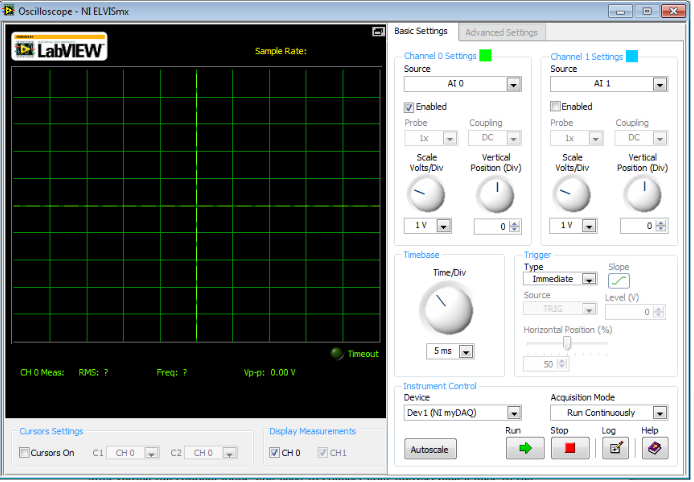 Oscilloscope - NI ELVISmx
LabVIEW
Sample Rate:
Timeout
CH 0 Meas: RMS: ? Freq: ? Vp-p: 0.00 V
Cursors Settings
Cursors On C1 CH 0 C2 CH 0
Display Measurements
CH 0 CH1
Basic Settings Advanced Settings
Channel 0 Settings
Source
AI 0
Enabled
Probe Coupling
1x DC
Scale Vertical
Volts/Div Position (Div)
1 V 0
Channel 1 Settings
Source
AI 1
Enabled
Probe Coupling
1x DC
Scale Vertical
Volts/Div Position (Div)
1 V 0
Timebase
Time/Div
5 ms
Trigger
Type Slope
Immediate
Source Level (V)
TRIG 0
Horizontal Position (%)
50
Instrument Control
Device Acquisition Mode
Dev1 (NI myDAQ) Run Continuously
Run Stop Log Help
Autoscale